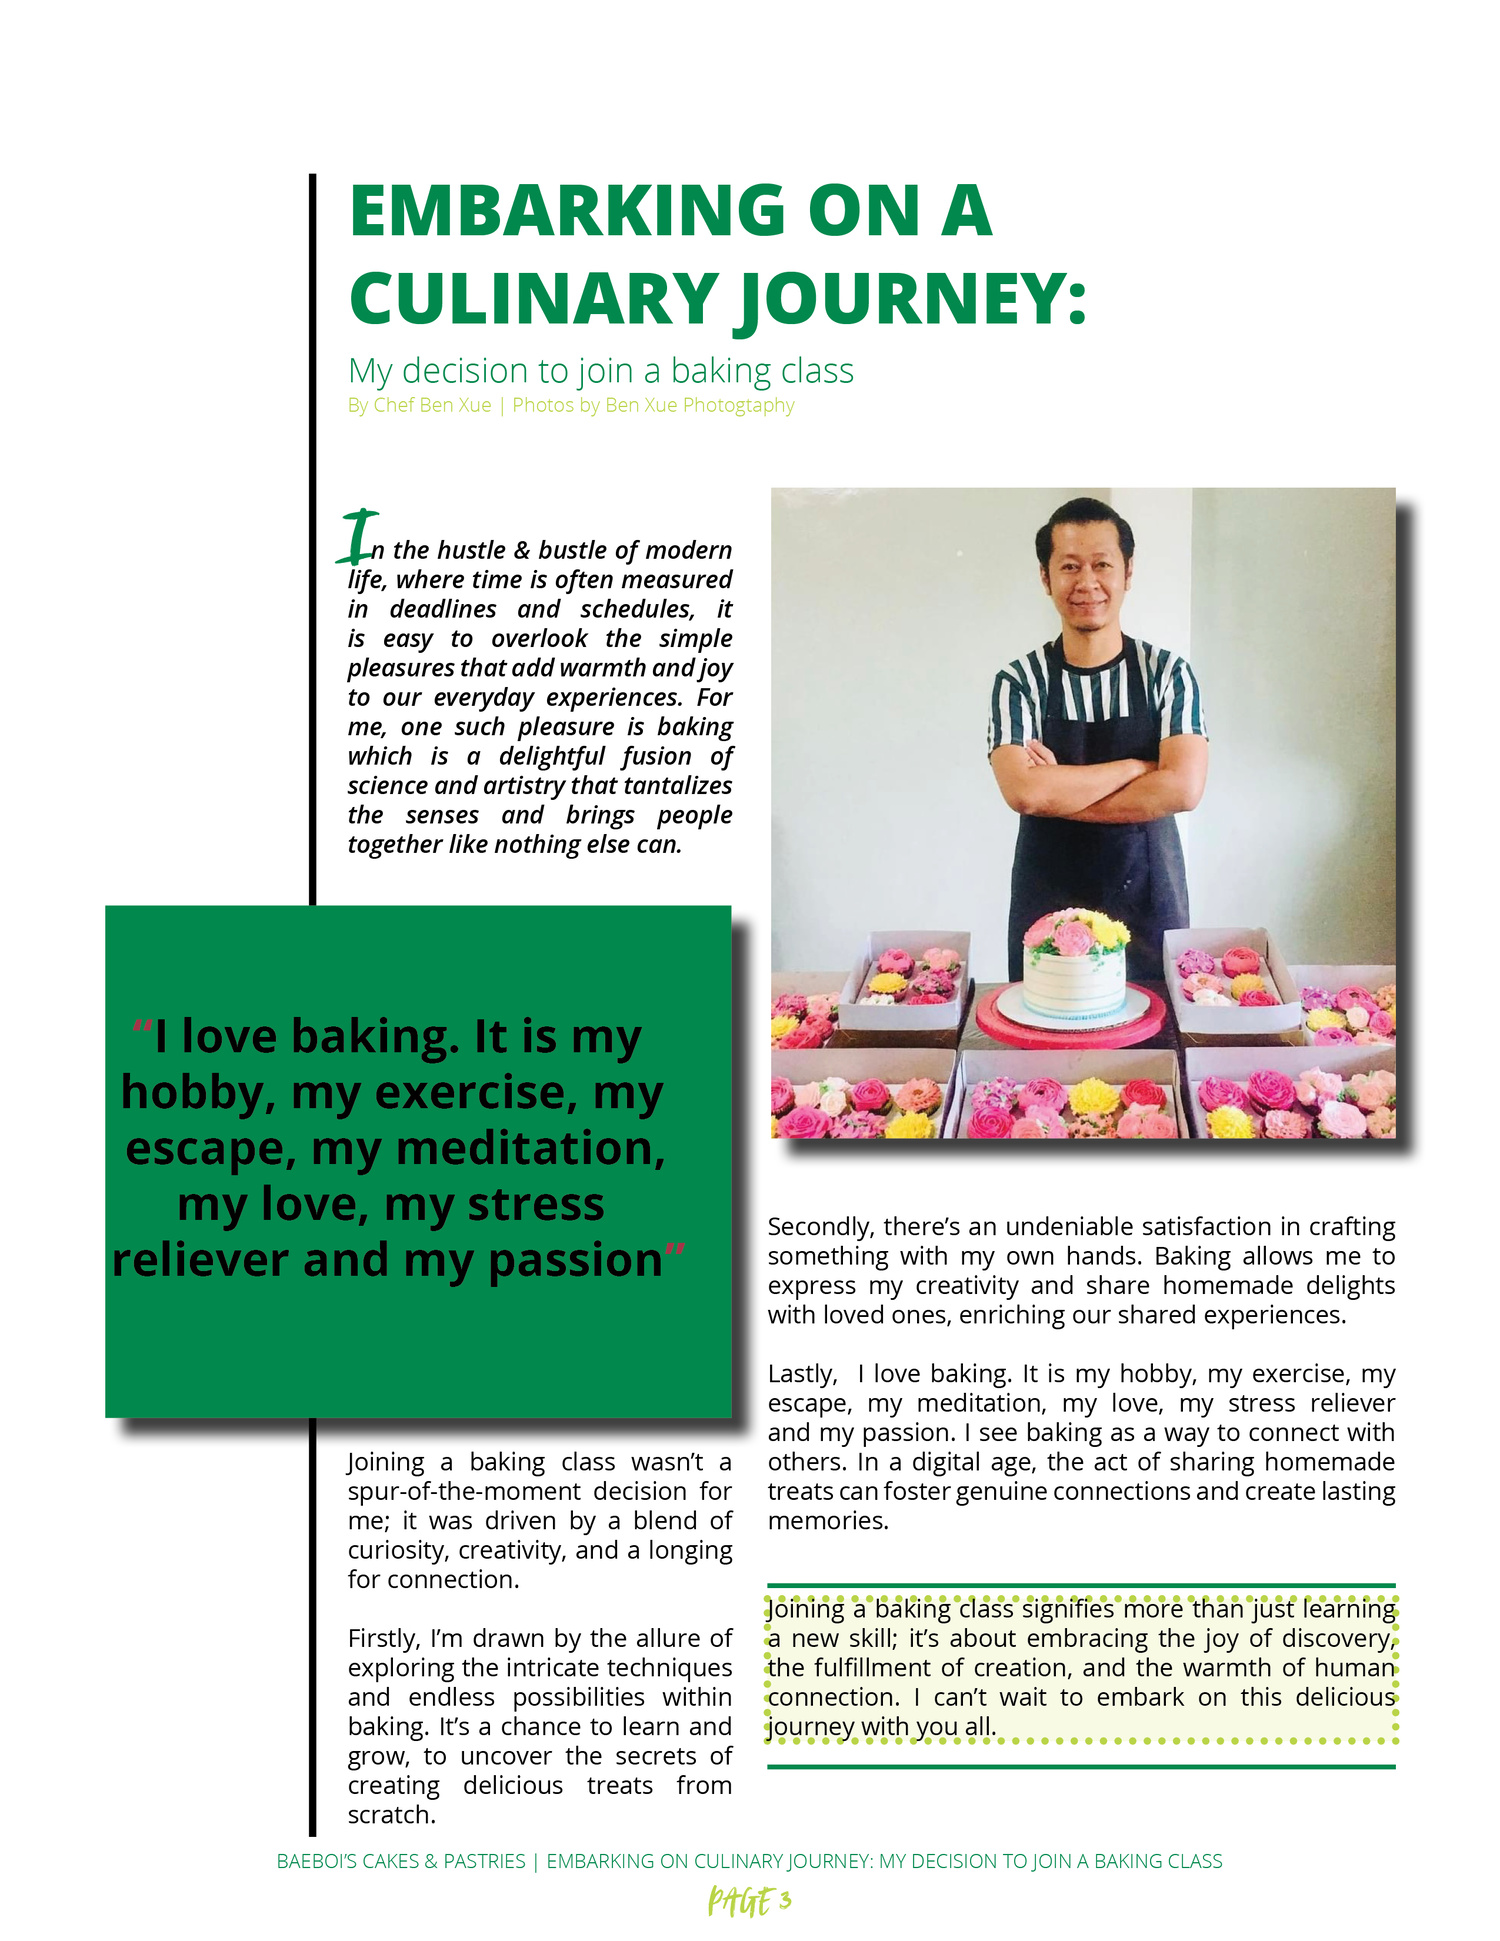 EMBARKING ON A
CULINARY JOURNEY:
My decision to join a baking class
By Chef Ben Xue | Photos by Ben Xue Photogtaphy
In the hustle & bustle of modern
life, where time is often measured
in deadlines and schedules, it
is easy to overlook the simple
pleasures that add warmth and joy
to our everyday experiences. For
me, one such pleasure is baking
which is a delightful fusion of
science and artistry that tantalizes
the senses and brings people
together like nothing else can.
"I love baking. It is my
hobby, my exercise, my
escape, my meditation,
my love, my stress
reliever and my passion"
Joining a baking class wasn’t a
spur-of-the-moment decision for
me; it was driven by a blend of
curiosity, creativity, and a longing
for connection.
Firstly, I’m drawn by the allure of
exploring the intricate techniques
and endless possibilities within
baking. It’s a chance to learn and
grow, to uncover the secrets of
creating delicious treats from
scratch.
Secondly, there’s an undeniable satisfaction in crafting
something with my own hands. Baking allows me to
express my creativity and share homemade delights
with loved ones, enriching our shared experiences.
Lastly, I love baking. It is my hobby, my exercise, my
escape, my meditation, my love, my stress reliever
and my passion. I see baking as a way to connect with
others. In a digital age, the act of sharing homemade
treats can foster genuine connections and create lasting
memories.
Joining a baking class signifies more than just learning
a new skill; it’s about embracing the joy of discovery,
the fulfillment of creation, and the warmth of human
connection. I can’t wait to embark on this delicious
journey with you all.
BAEBOI’S CAKES & PASTRIES | EMBARKING ON CULINARY JOURNEY: MY DECISION TO JOIN A BAKING CLASS
PAGE 3